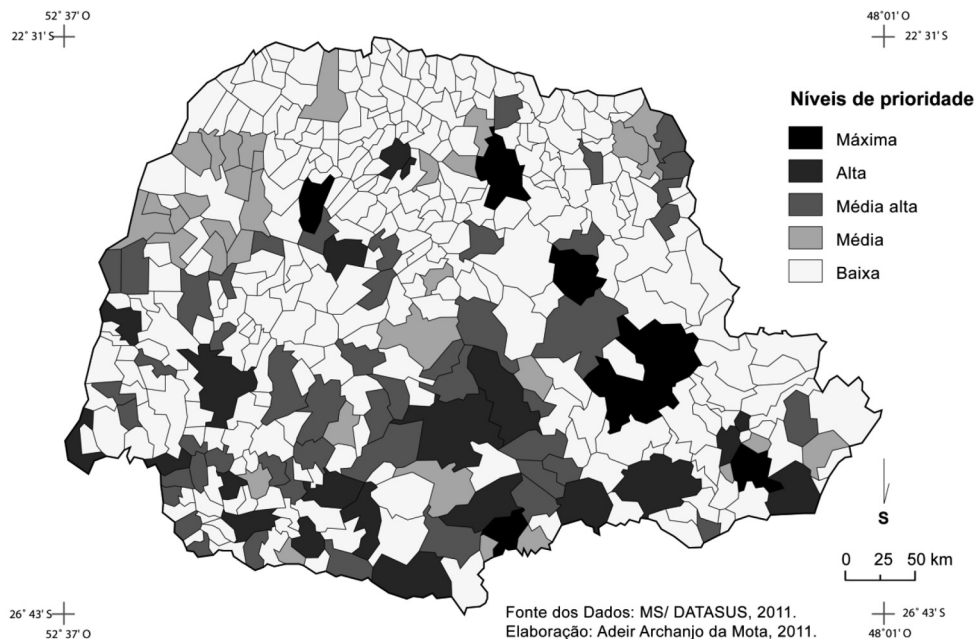 52° 37' O
22° 31' S
48° 01' O
22° 31' S
Níveis de prioridade
Máxima
Alta
Média alta
Média
Baixa
S
0 25 50 km
26° 43' S
52° 37' O
26° 43' S
48° 01' O
Fonte dos Dados: MS/ DATASUS, 2011.
Elaboração: Adeir Archanjo da Mota, 2011.